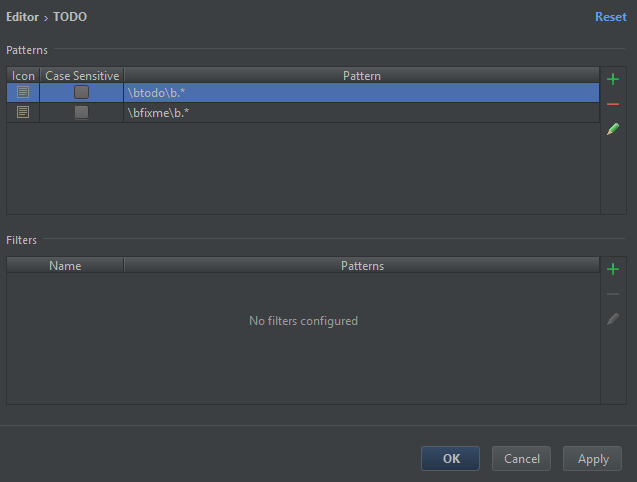 Editor › TODO Reset
Patterns
Icon Case Sensitive Pattern
\btodo\b.*
\bfixme\b.*
Filters
Name Patterns
No filters configured
OK Cancel Apply